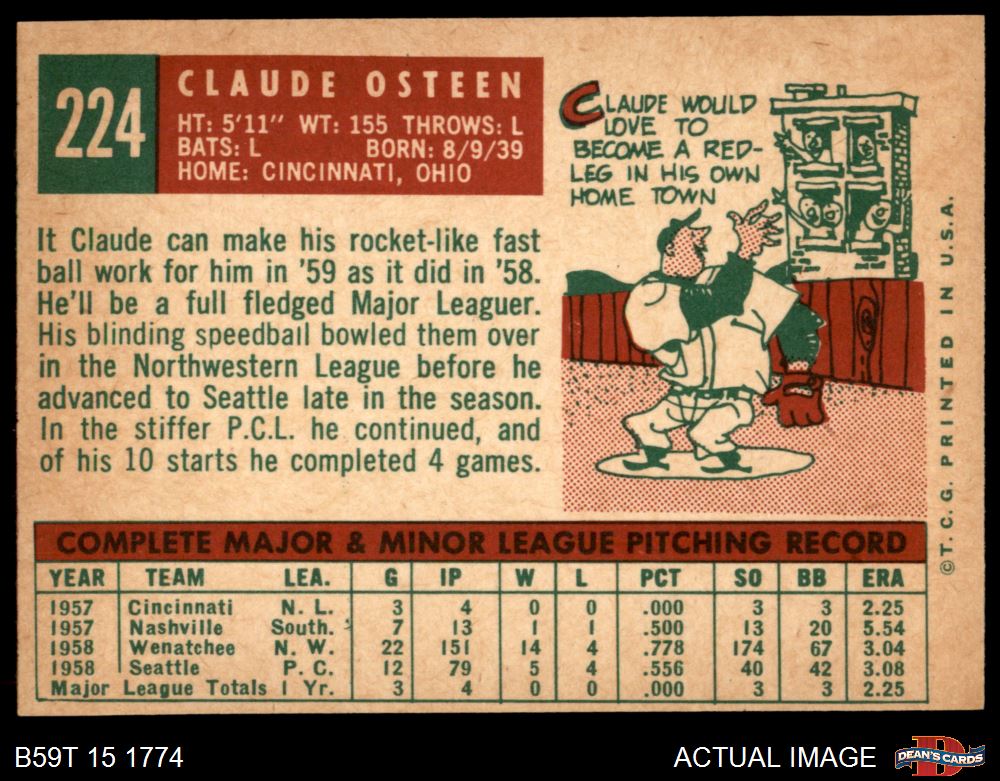 224
CLAUDE OSTEEN
HT: 5'11" WT: 155 THROWS: L
BATS: L BORN: 8/9/39
HOME: CINCINNATI, OHIO
CLAUDE WOULD
LOVE TO
BECOME A RED-
LEG IN HIS OWN
HOME TOWN
It Claude can make his rocket-like fast
ball work for him in '59 as it did in '58.
He'll be a full fledged Major Leaguer.
His blinding speedball bowled them over
in the Northwestern League before he
advanced to Seattle late in the season.
In the stiffer P.C.L. he continued, and
of his 10 starts he completed 4 games.
©T. C. G. PRINTED IN U.S.A.
COMPLETE MAJOR & MINOR LEAGUE PITCHING RECORD
YEAR TEAM LEA. G IP W L PCT SO BB ERA
1957 Cincinnati N. L. 3 4 0 0 .000 3 3 2.25
1957 Nashville South. 7 13 1 1 .500 13 20 5.54
1958 Wenatchee N. W. 22 151 14 4 .778 174 67 3.04
1958 Seattle P. C. 12 79 5 4 .556 40 42 3.08
Major League Totals 1 Yr. 3 4 0 0 .000 3 3 2.25
B59T 15 1774
ACTUAL IMAGE
DEAN'S CARDS